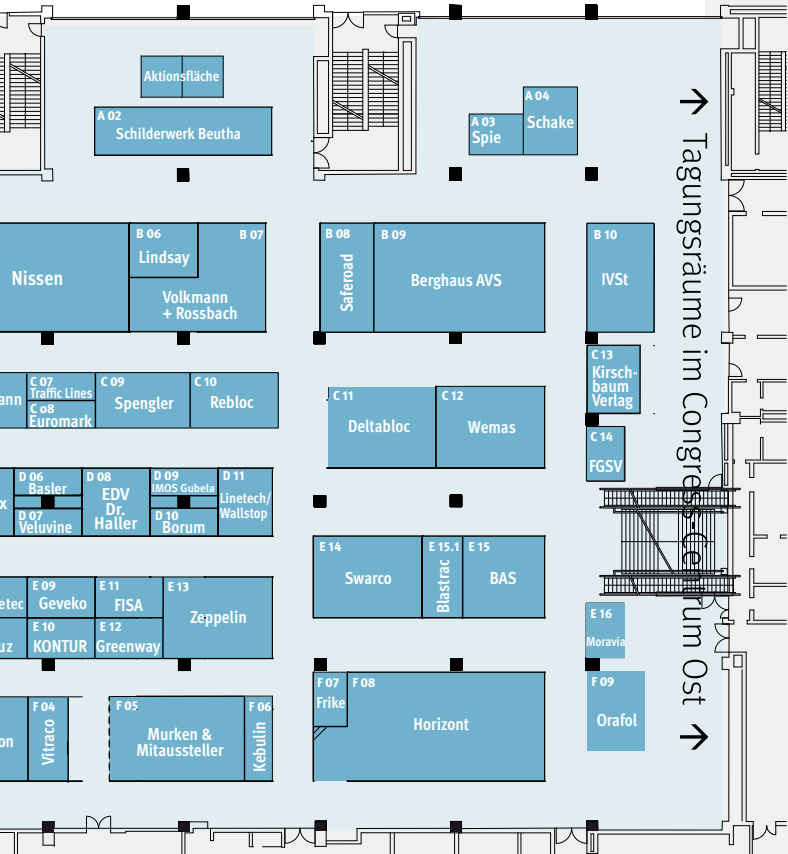 Aktionsfläche
A 02
Schilderwerk Beutha
A 03
Spie
A 04
Schake
Nissen
B 06
Lindsay
B 07
Volkmann
+ Rossbach
B 08
Saferoad
B 09
Berghaus AVS
B 10
IVSt
ann
C 07
Traffic Lines
C 08
Euromark
C 09
Spengler
C 10
Rebloc
C 11
Deltabloc
C 12
Wemas
C 13
Kirsch-
baum
Verlag
C 14
FGSV
x
D 06
Basler
D 07
Veluvine
D 08
EDV
Dr.
Haller
D 09
IMOS Gubela
D 10
Borum
D 11
Linetech/
Wallstop
E 14
Swarco
E 15.1
Blastrac
E 15
BAS
etec
E 09
Geveko
E 11
FISA
E 13
Zeppelin
uz
E 10
KONTUR
E 12
Greenway
E 16
Moravia
on
F 04
Vitraco
F 05
Murken &
Mitaussteller
F 06
Kebulin
F 07
Frike
F 08
Horizont
F 09
Orafol
← Tagungsräume im Congress-Centrum Ost →